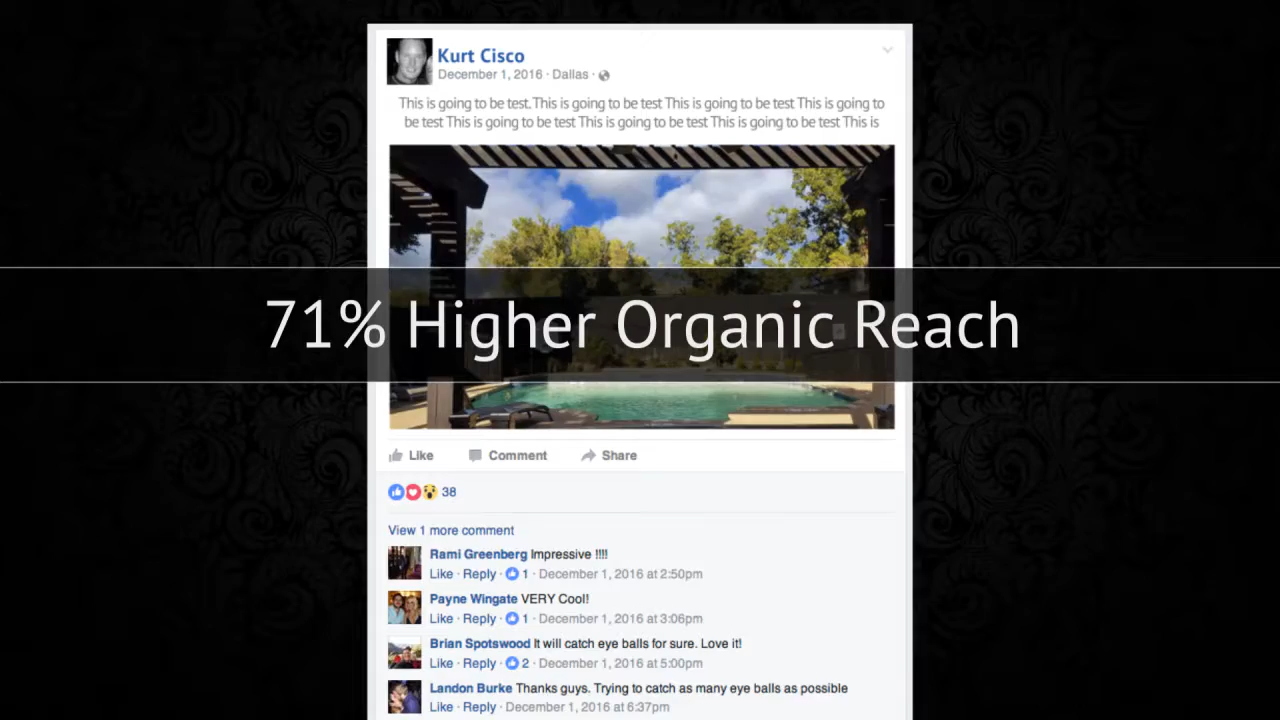 Kurt Cisco
December 1, 2016 · Dallas ·
This is going to be test. This is going to be test This is going to be test This is going to
be test This is going to be test This is going to be test This is going to be test This is
71% Higher Organic Reach
Like Comment Share
38
View 1 more comment
Rami Greenberg Impressive !!!!
Like · Reply · 1 · December 1, 2016 at 2:50pm
Payne Wingate VERY Cool!
Like · Reply · 1 · December 1, 2016 at 3:06pm
Brian Spotswood It will catch eye balls for sure. Love it!
Like · Reply · 2 · December 1, 2016 at 5:00pm
Landon Burke Thanks guys. Trying to catch as many eye balls as possible
Like · Reply · December 1, 2016 at 6:37pm